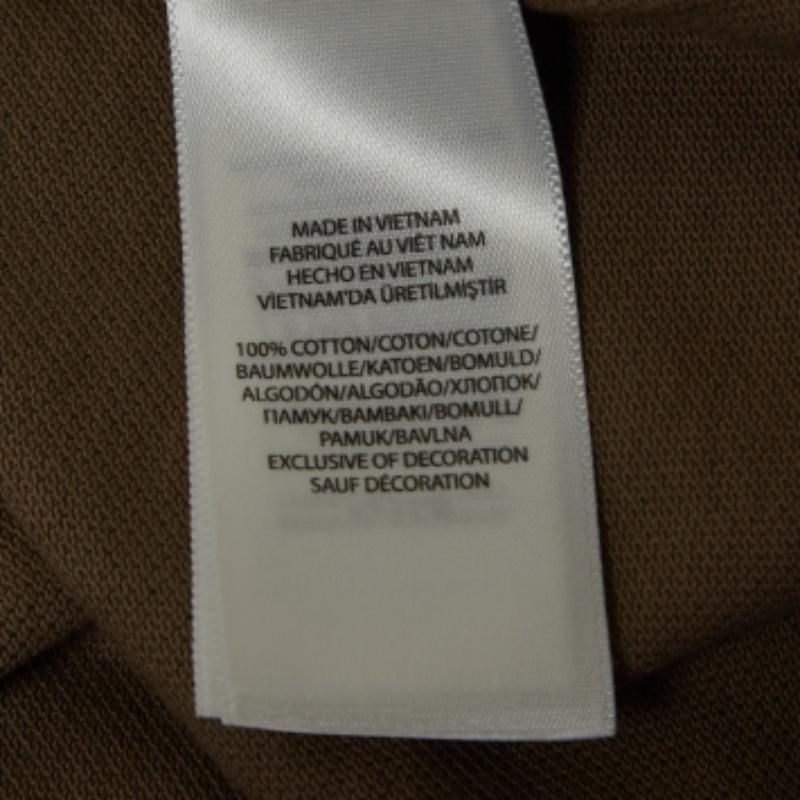 MADE IN VIETNAM
FABRIQUÉ AU VIÊT NAM
HECHO EN VIETNAM
VİETNAM'DA ÜRETİLMİŞTİR
100% COTTON/COTON/COTONE/
BAUMWOLLE/KATOEN/BOMULD/
ALGODÓN/ALGODÃO/ХЛОПОК/
ПАМУК/BAMBAKI/BOMULL/
PAMUK/BAVLNA
EXCLUSIVE OF DECORATION
SAUF DÉCORATION